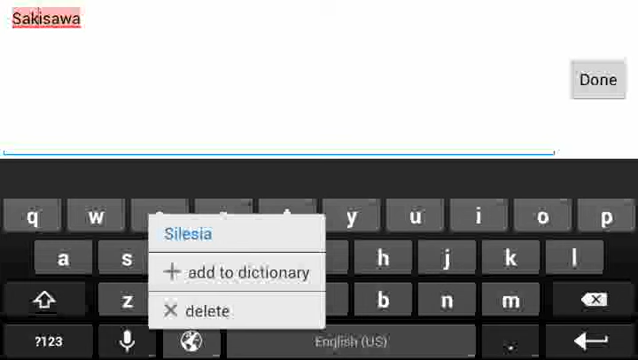 Sakisawa
Done
q w y u i o p
Silesia
a s h j k l
add to dictionary
z b n m
delete
?123 English (US) .